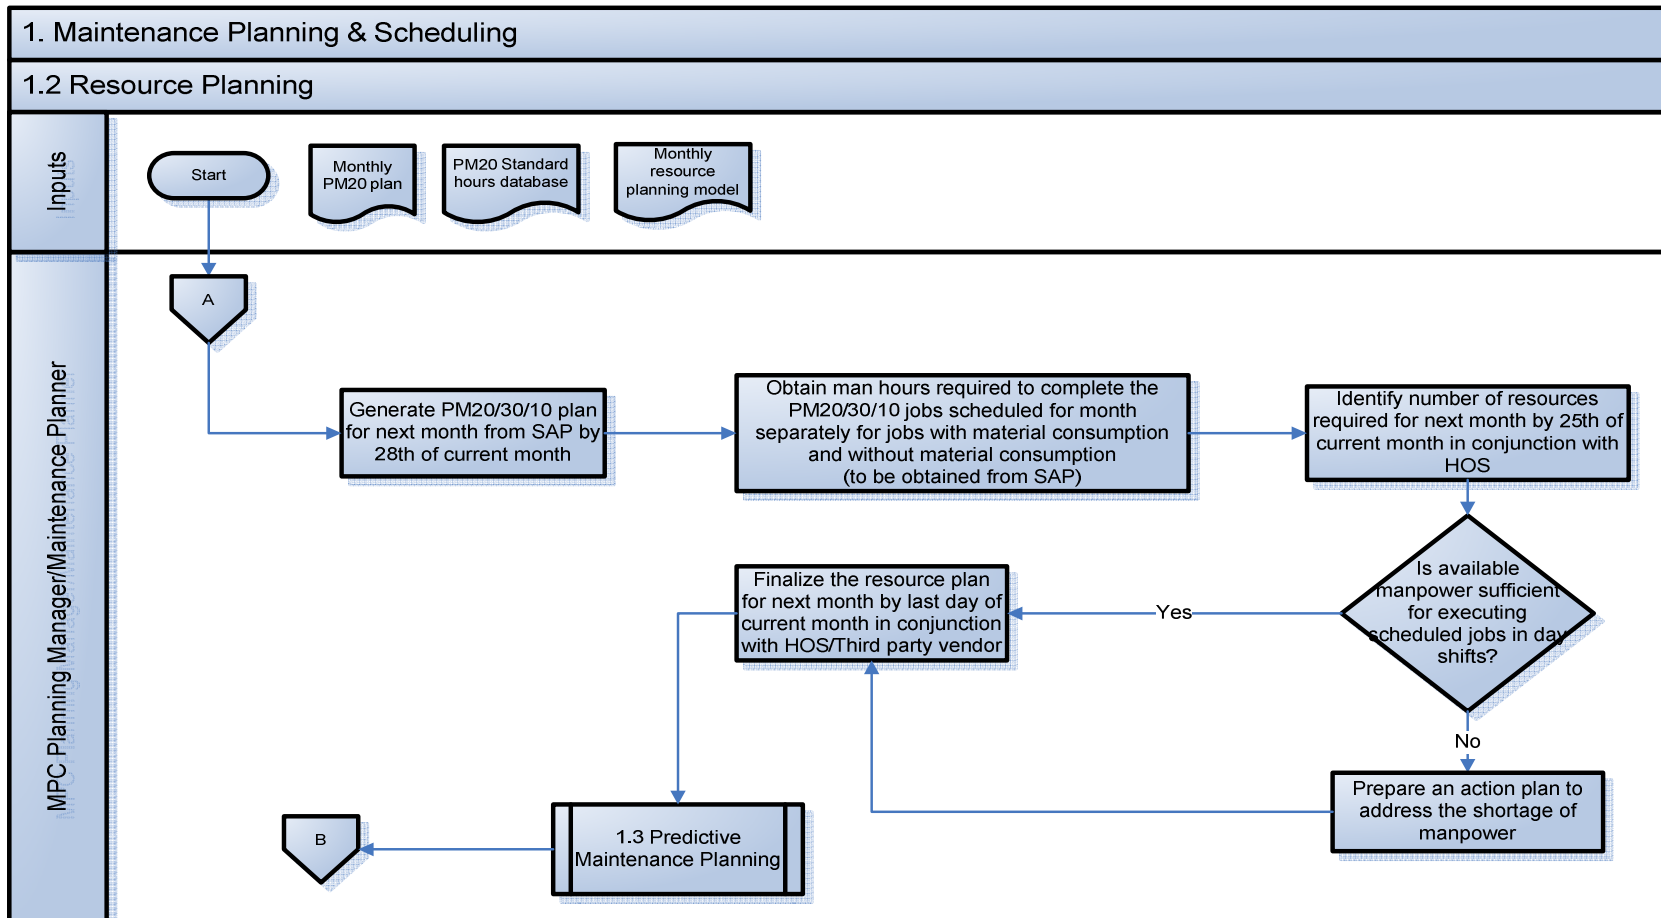 1. Maintenance Planning & Scheduling
1.2 Resource Planning
Inputs
Start
Monthly
PM20 plan
PM20 Standard
hours database
Monthly
resource
planning model
MPC Planning Manager/Maintenance Planner
A
Generate PM20/30/10 plan
for next month from SAP by
28th of current month
Obtain man hours required to complete the
PM20/30/10 jobs scheduled for month
separately for jobs with material consumption
and without material consumption
(to be obtained from SAP)
Identify number of resources
required for next month by 25th of
current month in conjunction with
HOS
Is available
manpower sufficient
for executing
scheduled jobs in day
shifts?
Yes
Finalize the resource plan
for next month by last day of
current month in conjunction
with HOS/Third party vendor
No
Prepare an action plan to
address the shortage of
manpower
1.3 Predictive
Maintenance Planning
B